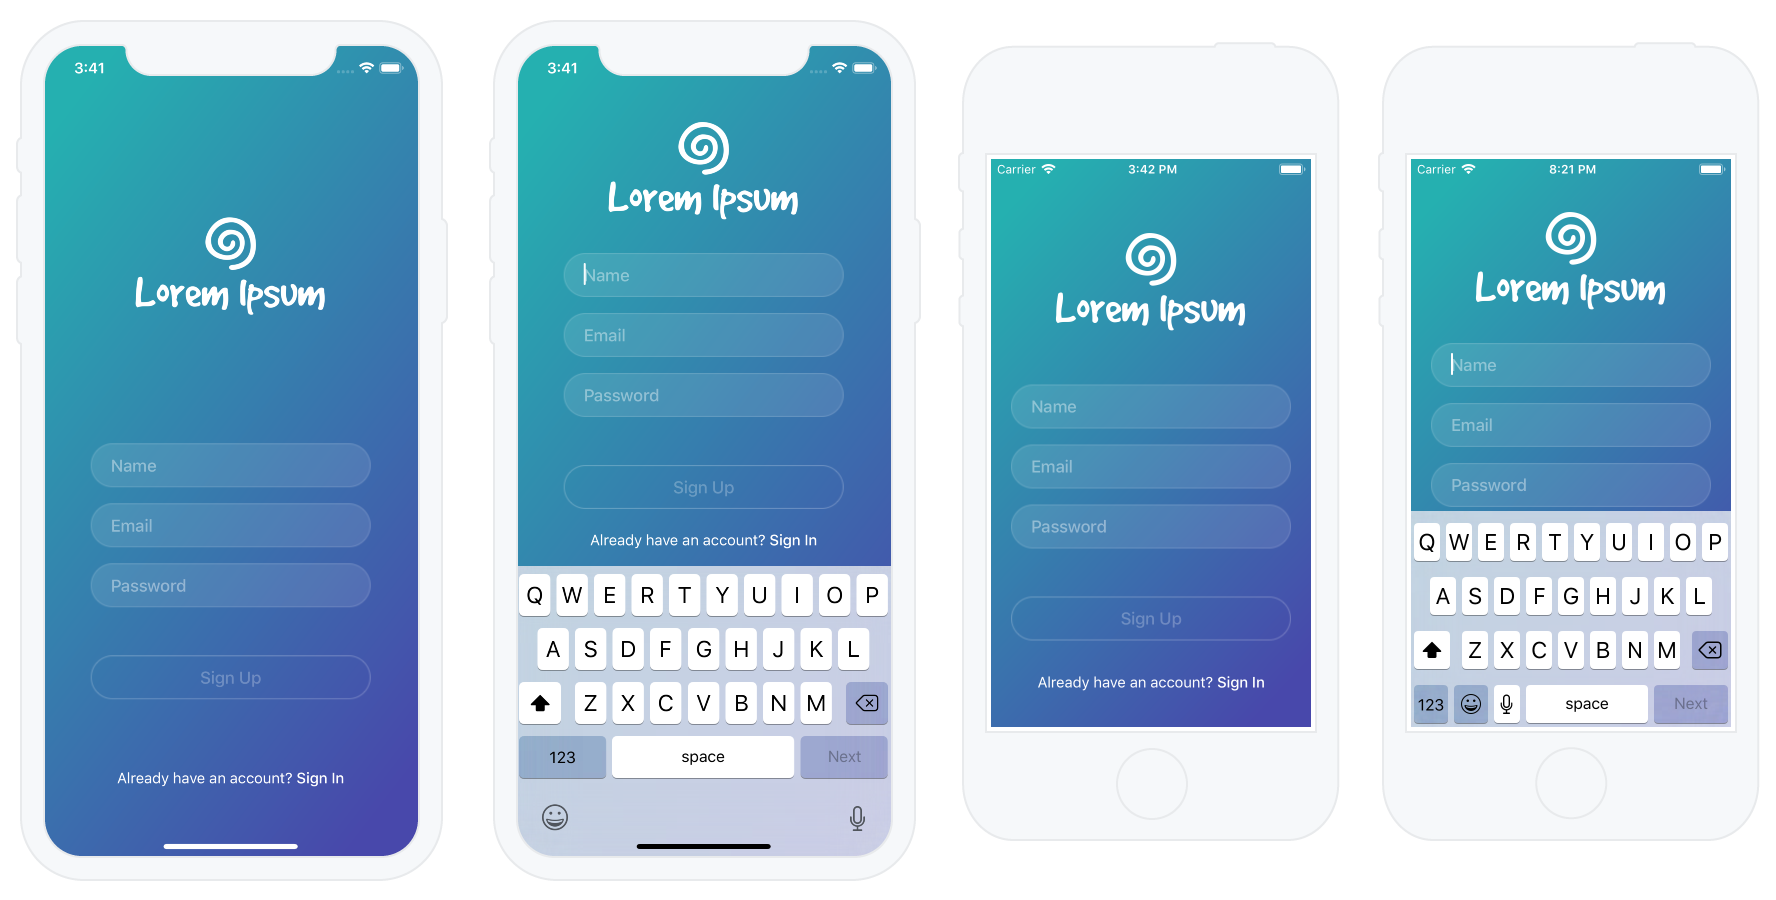 3:41
Lorem Ipsum
Name
Email
Password
Sign Up
Already have an account? Sign In
3:41
Lorem Ipsum
Name
Email
Password
Sign Up
Already have an account? Sign In
Q W E R T Y U I O P
A S D F G H J K L
Z X C V B N M
123 space Next
Carrier 3:42 PM
Lorem Ipsum
Name
Email
Password
Sign Up
Already have an account? Sign In
Carrier 8:21 PM
Lorem Ipsum
Name
Email
Password
Q W E R T Y U I O P
A S D F G H J K L
Z X C V B N M
123 space Next